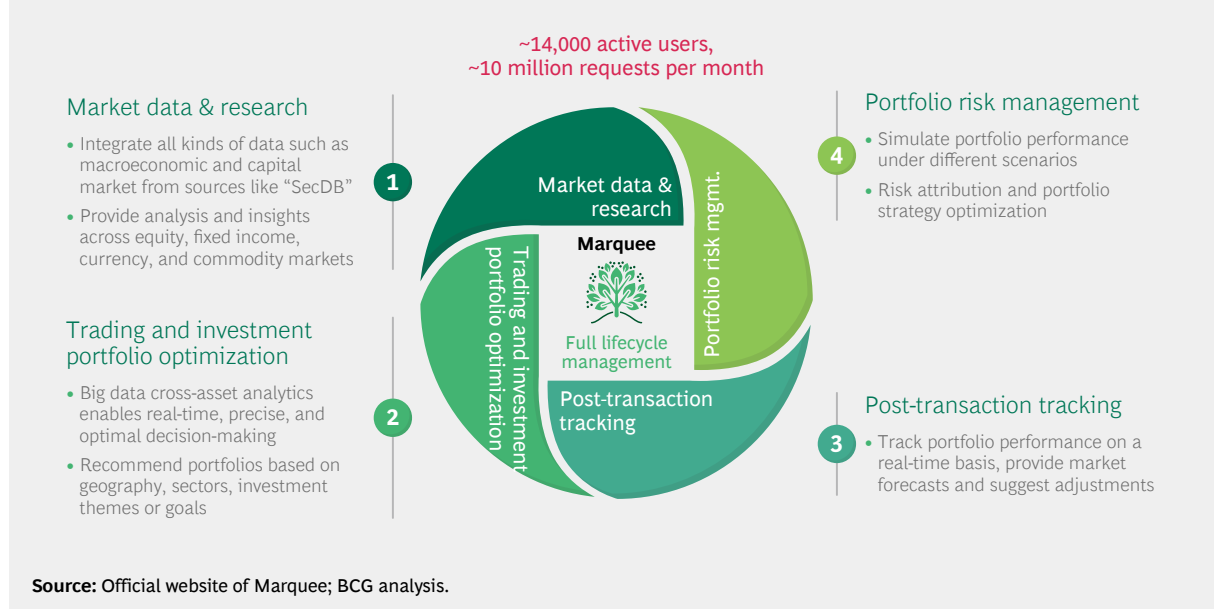 ~14,000 active users,
~10 million requests per month
Market data & research
• Integrate all kinds of data such as
macroeconomic and capital
market from sources like “SecDB”
• Provide analysis and insights
across equity, fixed income,
currency, and commodity markets
1
Trading and investment
portfolio optimization
• Big data cross-asset analytics
enables real-time, precise, and
optimal decision-making
• Recommend portfolios based on
geography, sectors, investment
themes or goals
2
Market data &
research
Portfolio risk mgmt.
Trading and investment
portfolio optimization
Post-transaction
tracking
Marquee
Full lifecycle
management
4
Portfolio risk management
• Simulate portfolio performance
under different scenarios
• Risk attribution and portfolio
strategy optimization
3
Post-transaction tracking
• Track portfolio performance on a
real-time basis, provide market
forecasts and suggest adjustments
Source: Official website of Marquee; BCG analysis.